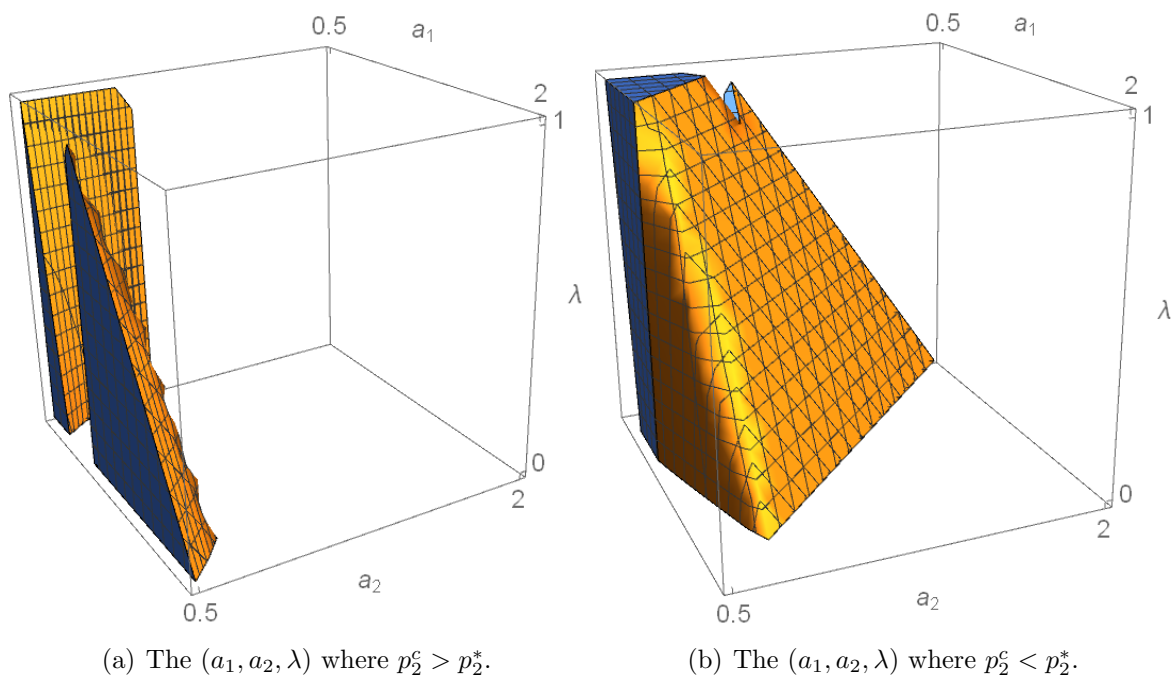 0.5
a₁
2
1
λ
0
2
a₂
0.5
0.5
a₁
2
1
λ
0
2
a₂
0.5
(a) The (a₁, a₂, λ) where p₂ᶜ > p₂*.
(b) The (a₁, a₂, λ) where p₂ᶜ < p₂*.